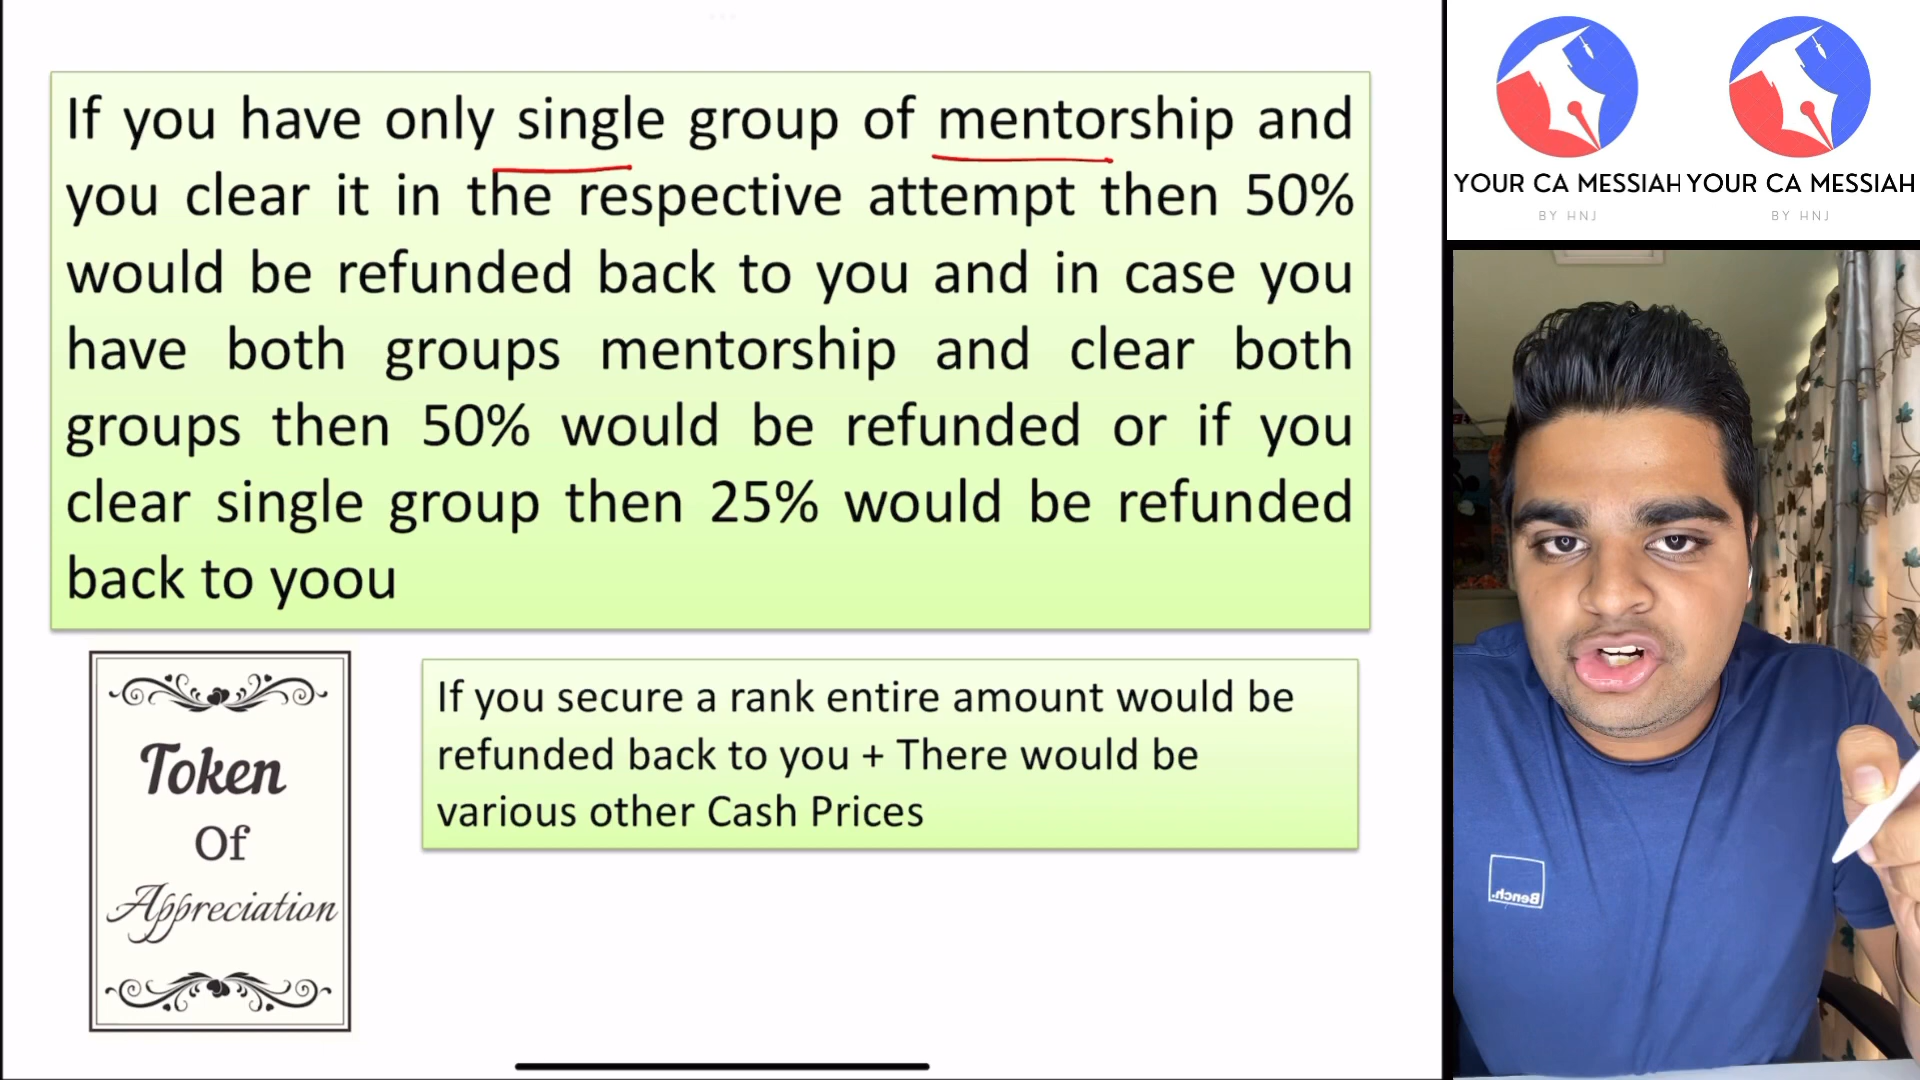 If you have only single group of mentorship and
you clear it in the respective attempt then 50%
would be refunded back to you and in case you
have both groups mentorship and clear both
groups then 50% would be refunded or if you
clear single group then 25% would be refunded
back to yoou
Token
Of
Appreciation
If you secure a rank entire amount would be
refunded back to you + There would be
various other Cash Prices
YOUR CA MESSIAH
BY HNJ
YOUR CA MESSIAH
BY HNJ
Bench.